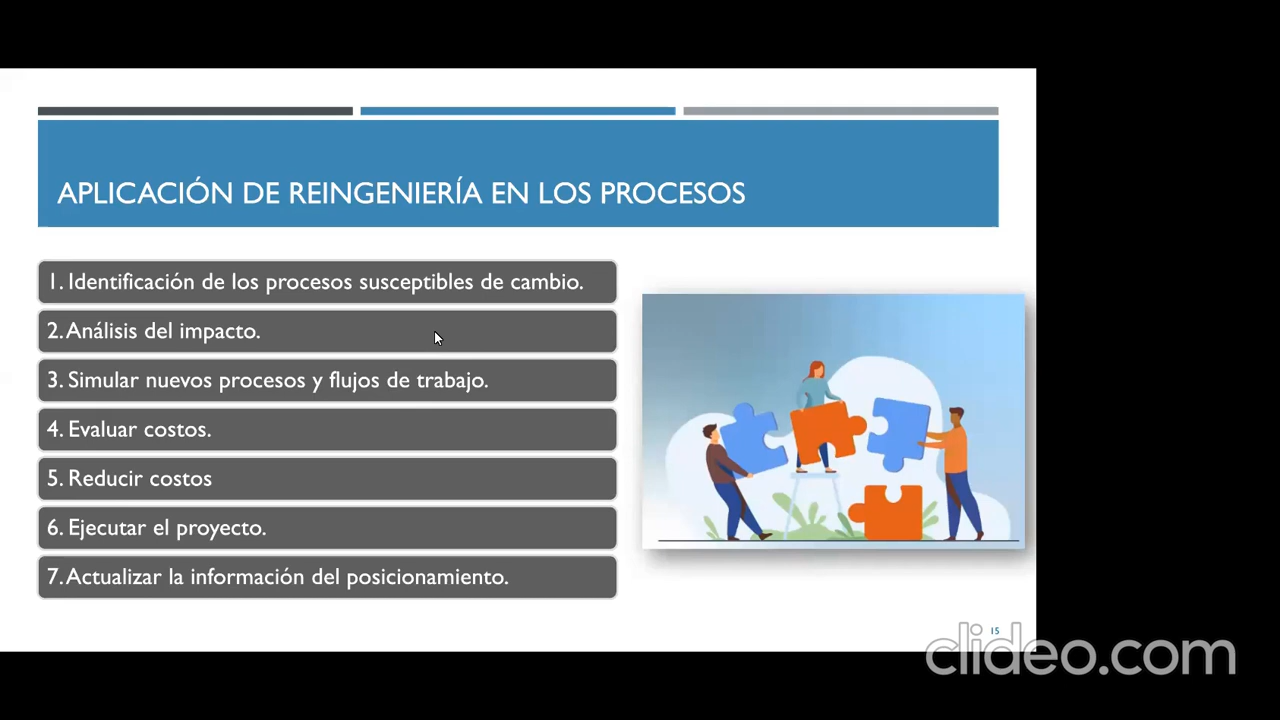 APLICACIÓN DE REINGENIERÍA EN LOS PROCESOS
1. Identificación de los procesos susceptibles de cambio.
2. Análisis del impacto.
3. Simular nuevos procesos y flujos de trabajo.
4. Evaluar costos.
5. Reducir costos
6. Ejecutar el proyecto.
7. Actualizar la información del posicionamiento.
15
clideo.com